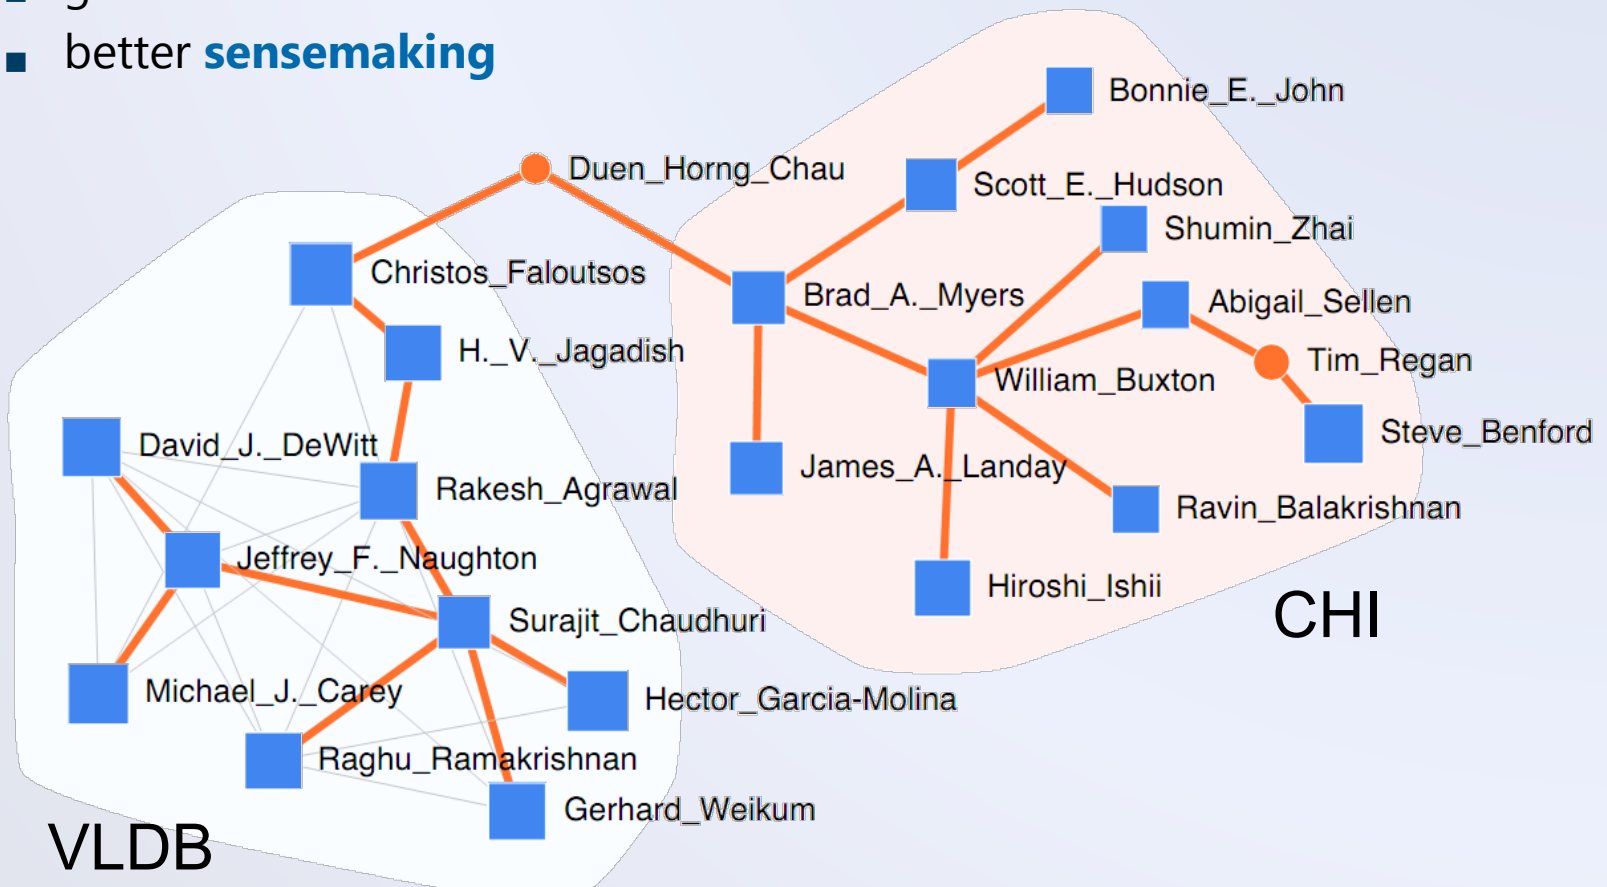 better sensemaking
Bonnie_E._John
Duen_Horng_Chau
Scott_E._Hudson
Shumin_Zhai
Christos_Faloutsos
Brad_A._Myers
Abigail_Sellen
H._V._Jagadish
Tim_Regan
William_Buxton
Steve_Benford
David_J._DeWitt
James_A._Landay
Rakesh_Agrawal
Ravin_Balakrishnan
Jeffrey_F._Naughton
Hiroshi_Ishii
CHI
Surajit_Chaudhuri
Michael_J._Carey
Hector_Garcia-Molina
Raghu_Ramakrishnan
Gerhard_Weikum
VLDB